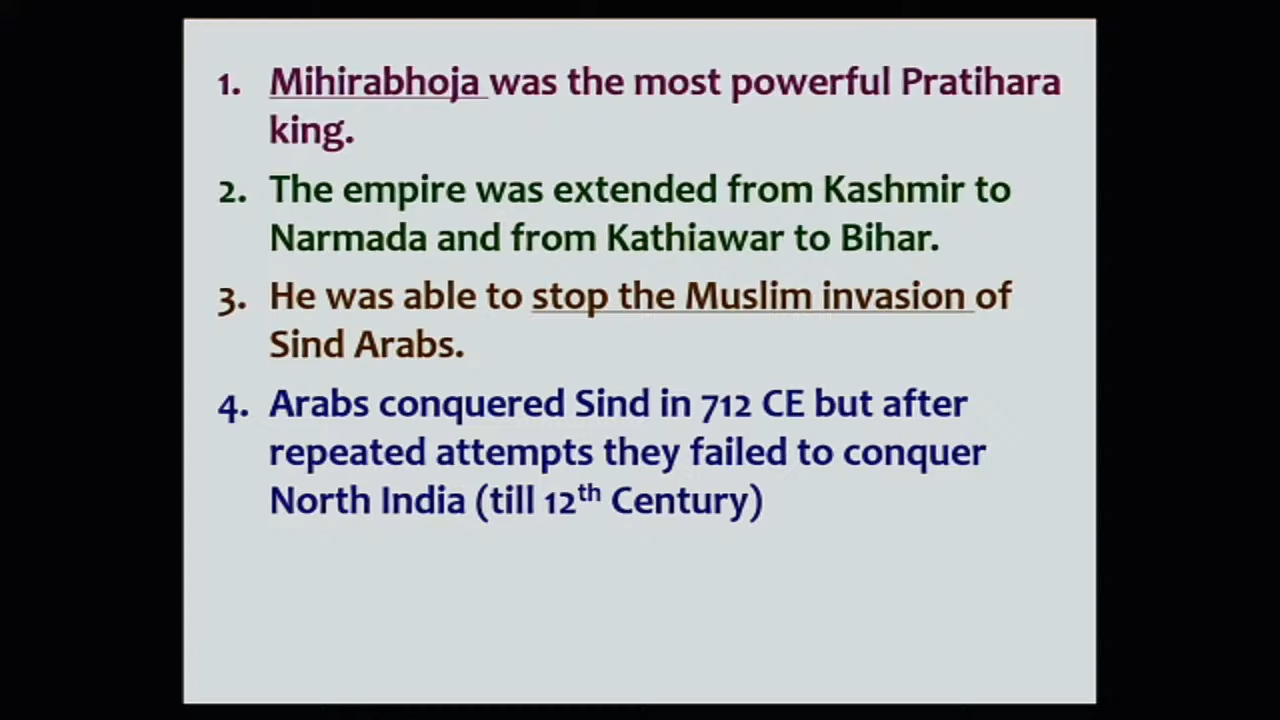 1. Mihirabhoja was the most powerful Pratihara
king.
2. The empire was extended from Kashmir to
Narmada and from Kathiawar to Bihar.
3. He was able to stop the Muslim invasion of
Sind Arabs.
4. Arabs conquered Sind in 712 CE but after
repeated attempts they failed to conquer
North India (till 12th Century)